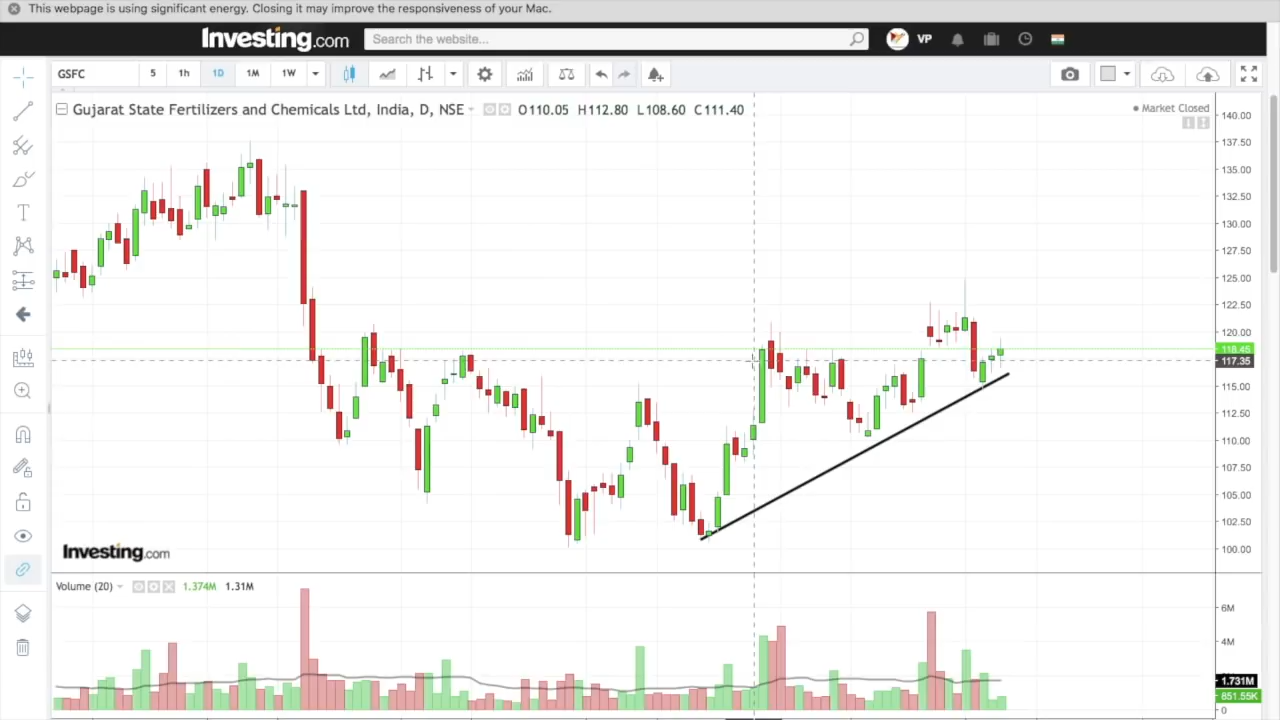 This webpage is using significant energy. Closing it may improve the responsiveness of your Mac.
Investing.com Search the website... VP
GSFC 5 1h 1D 1M 1W
Gujarat State Fertilizers and Chemicals Ltd, India, D, NSE O110.05 H112.80 L108.60 C111.40
Market Closed
140.00
137.50
135.00
132.50
130.00
127.50
125.00
122.50
120.00
118.45
117.35
115.00
112.50
110.00
107.50
105.00
102.50
100.00
Investing.com
Volume (20) 1.374M 1.31M
6M
4M
1.731M
851.55K
0